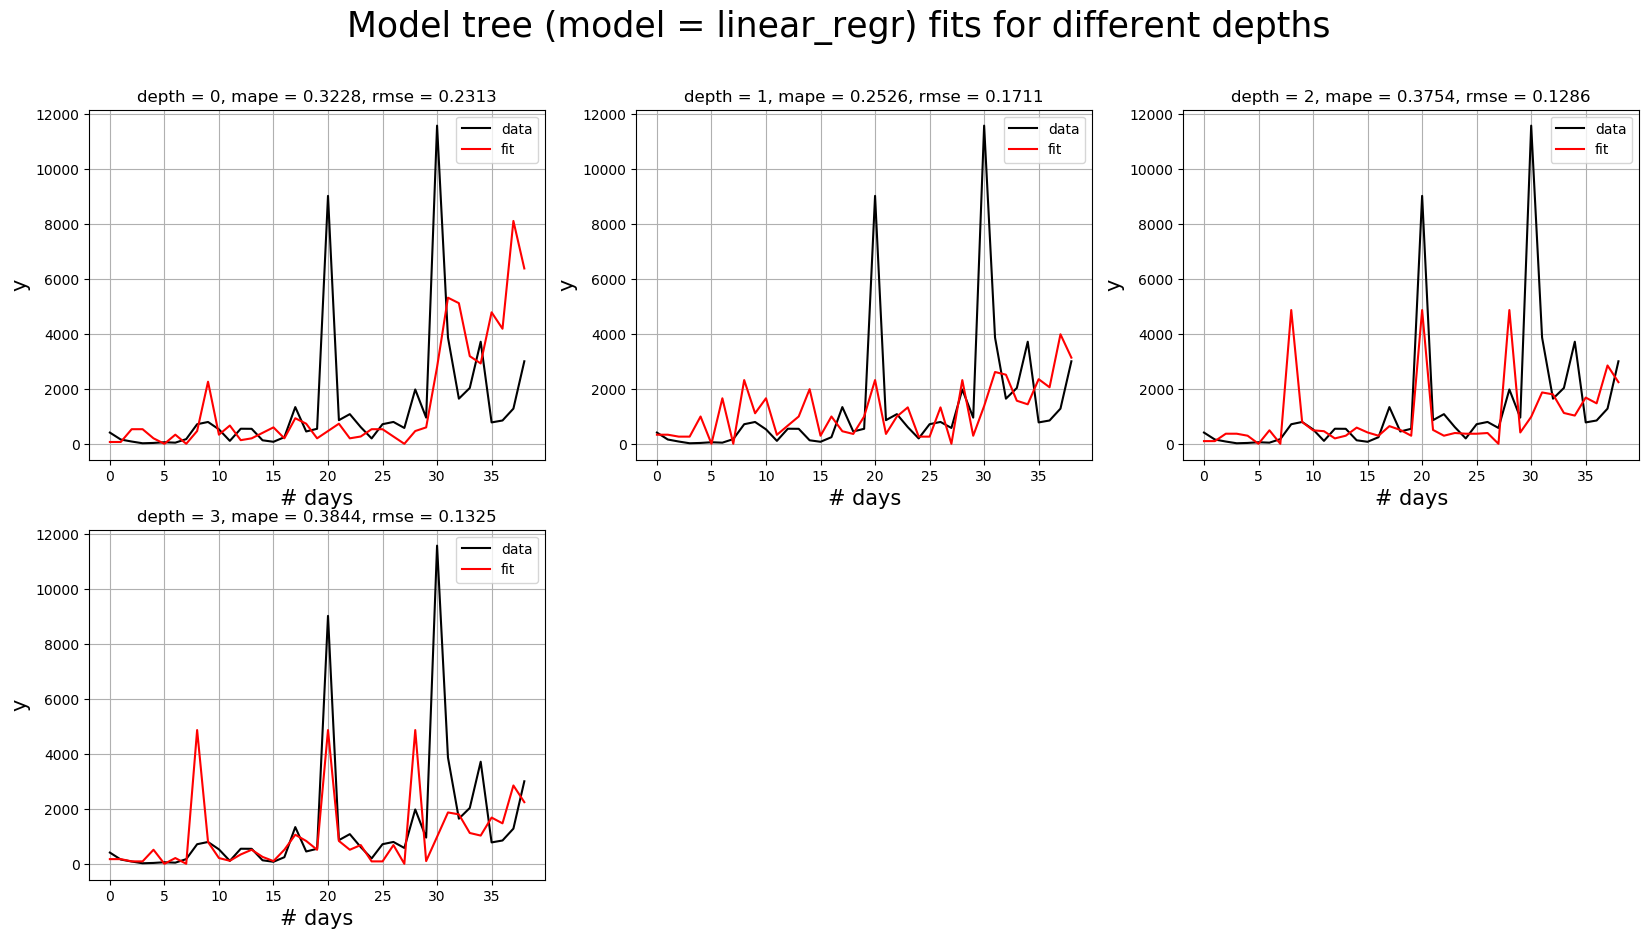 Model tree (model = linear_regr) fits for different depths
depth = 0, mape = 0.3228, rmse = 0.2313
12000
10000
8000
6000
4000
2000
0
y
data
fit
0 5 10 15 20 25 30 35
# days
depth = 1, mape = 0.2526, rmse = 0.1711
12000
10000
8000
6000
4000
2000
0
y
data
fit
0 5 10 15 20 25 30 35
# days
depth = 2, mape = 0.3754, rmse = 0.1286
12000
10000
8000
6000
4000
2000
0
y
data
fit
0 5 10 15 20 25 30 35
# days
depth = 3, mape = 0.3844, rmse = 0.1325
12000
10000
8000
6000
4000
2000
0
y
data
fit
0 5 10 15 20 25 30 35
# days